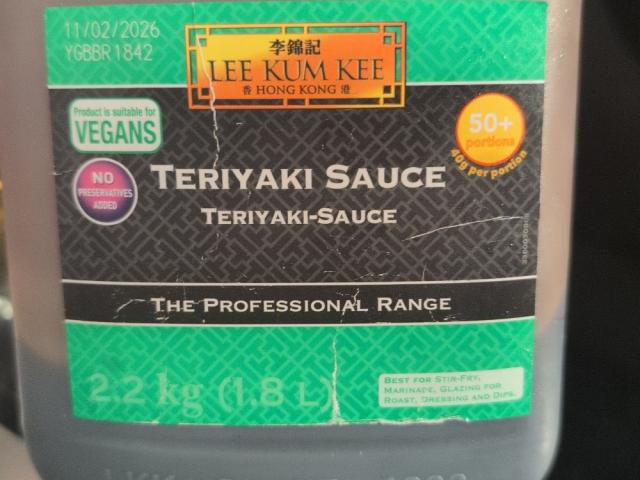 11/02/2026
YGBBR1842
李錦記
LEE KUM KEE
香 HONG KONG 港
Product is suitable for
VEGANS
NO
PRESERVATIVES
ADDED
50+
portions
40g per portion
TERIYAKI SAUCE
TERIYAKI-SAUCE
THE PROFESSIONAL RANGE
2.2 kg (1.8 L)
BEST FOR STIR-FRY,
MARINADE, GLAZING FOR
ROAST, DRESSING AND DIPS.